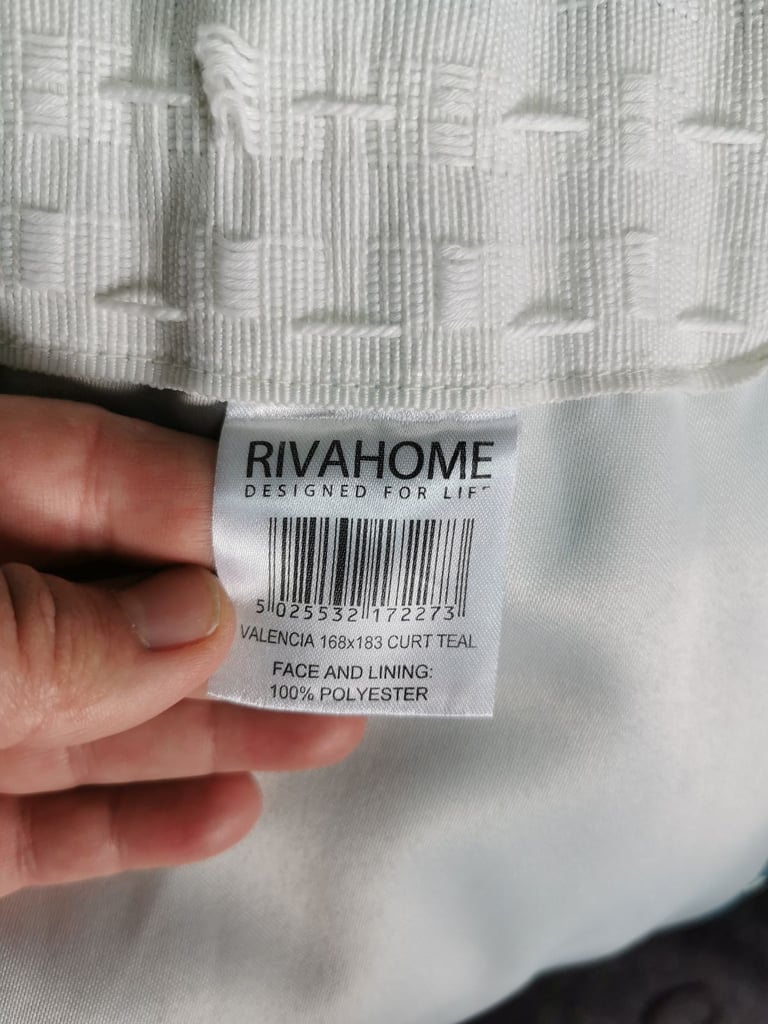 RIVAHOME
DESIGNED FOR LIFE
5 025532 172273
VALENCIA 168x183 CURT TEAL
FACE AND LINING:
100% POLYESTER